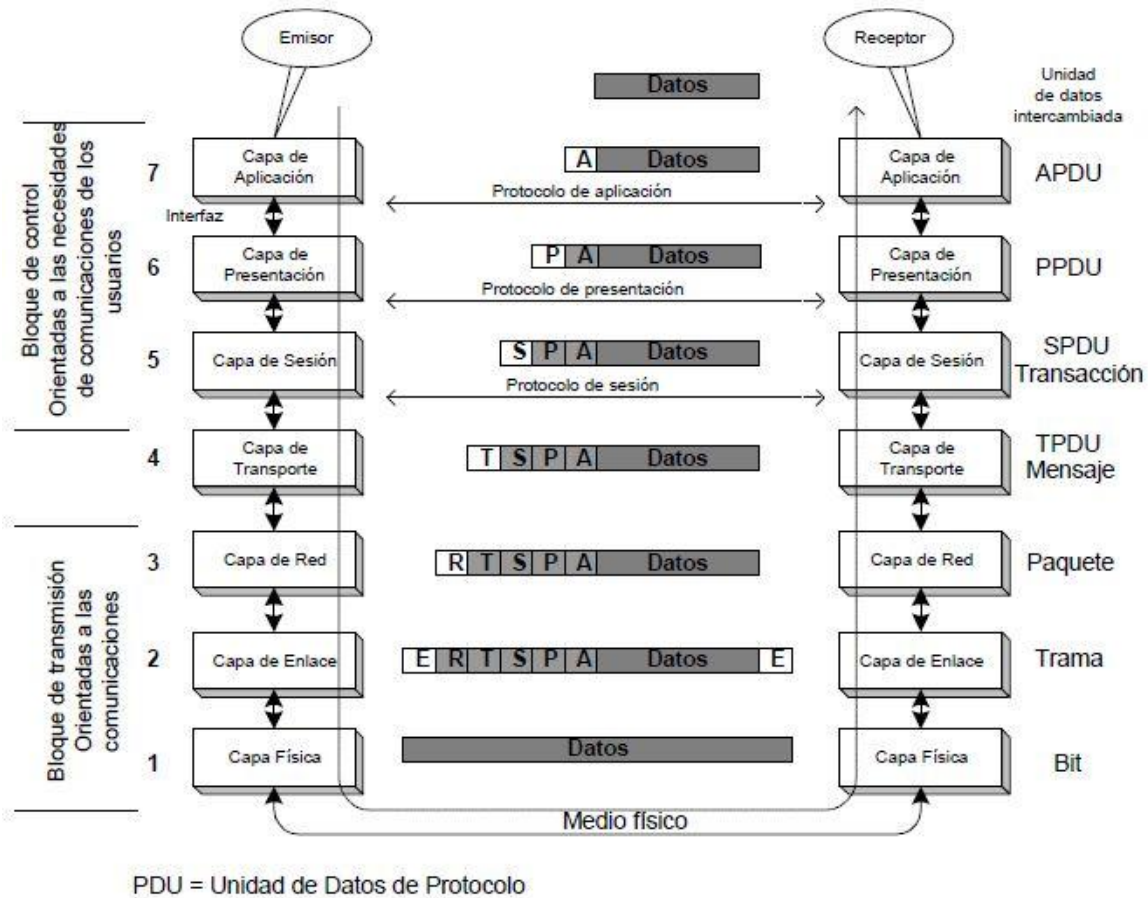 Emisor
Receptor
Datos
Unidad
de datos
intercambiada
Bloque de control
Orientadas a las necesidades
de comunicaciones de los
usuarios
7
Capa de
Aplicación
A Datos
Capa de
Aplicación
APDU
Protocolo de aplicación
Interfaz
6
Capa de
Presentación
P A Datos
Capa de
Presentación
PPDU
Protocolo de presentación
5
Capa de Sesión
S P A Datos
Capa de Sesión
SPDU
Transacción
Protocolo de sesión
4
Capa de
Transporte
T S P A Datos
Capa de
Transporte
TPDU
Mensaje
Bloque de transmisión
Orientadas a las
comunicaciones
3
Capa de Red
R T S P A Datos
Capa de Red
Paquete
2
Capa de Enlace
E R T S P A Datos E
Capa de Enlace
Trama
1
Capa Física
Datos
Capa Física
Bit
Medio físico
PDU = Unidad de Datos de Protocolo